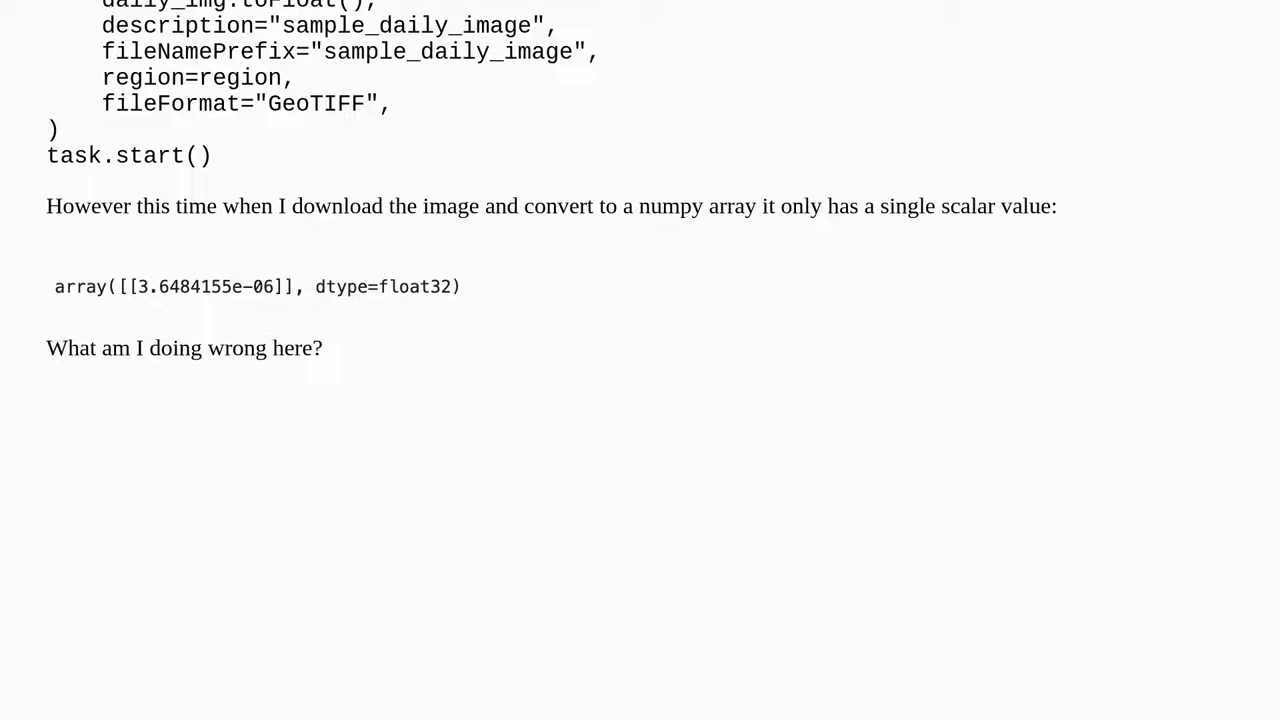 daily_img.toFloat(),
description="sample_daily_image",
fileNamePrefix="sample_daily_image",
region=region,
fileFormat="GeoTIFF",
)
task.start()
However this time when I download the image and convert to a numpy array it only has a single scalar value:
array([[3.6484155e-06]], dtype=float32)
What am I doing wrong here?